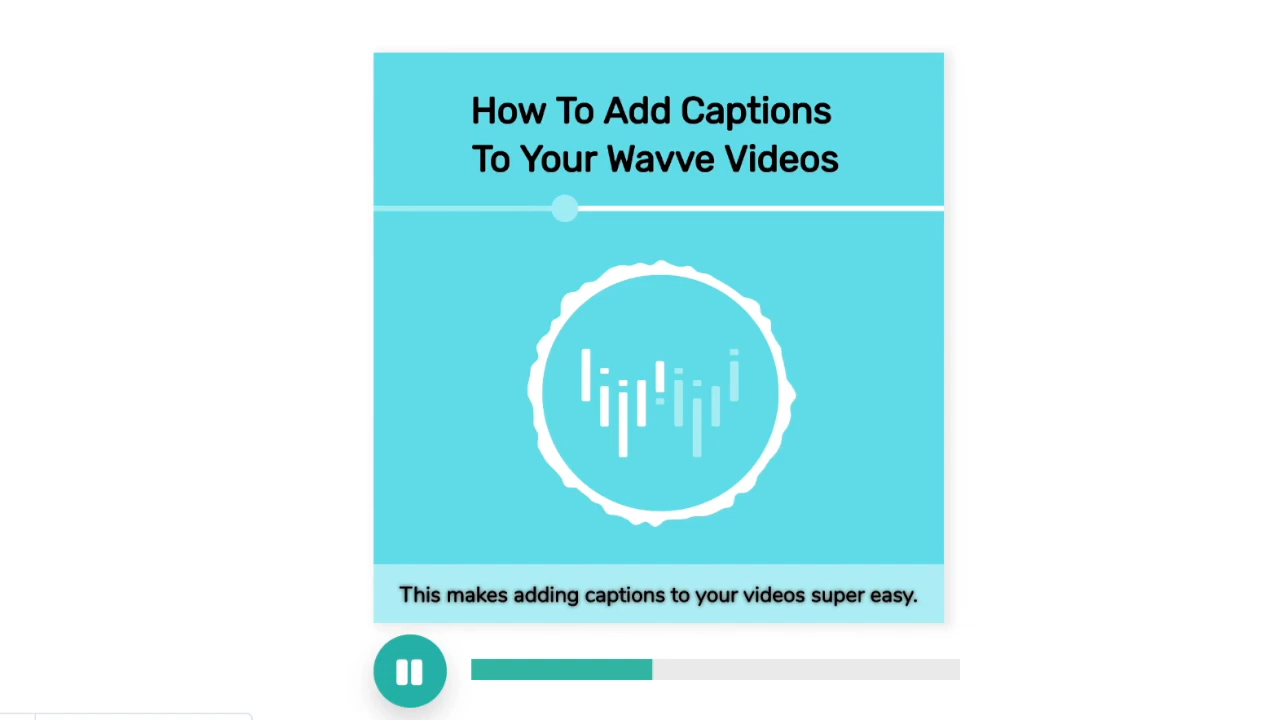 How To Add Captions
To Your Wavve Videos
This makes adding captions to your videos super easy.